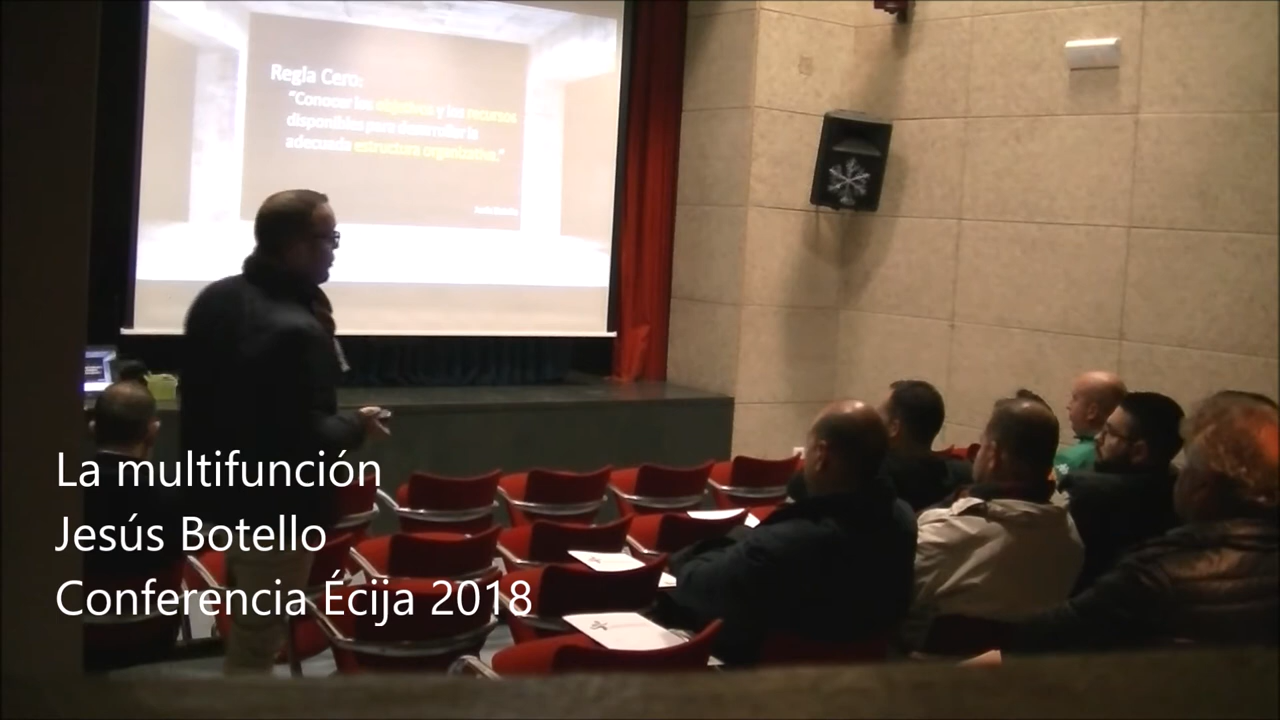 Regla Cero:
"Conocer los objetivos y los recursos
disponibles para desarrollar la
adecuada estructura organizativa."
La multifunción
Jesús Botello
Conferencia Écija 2018